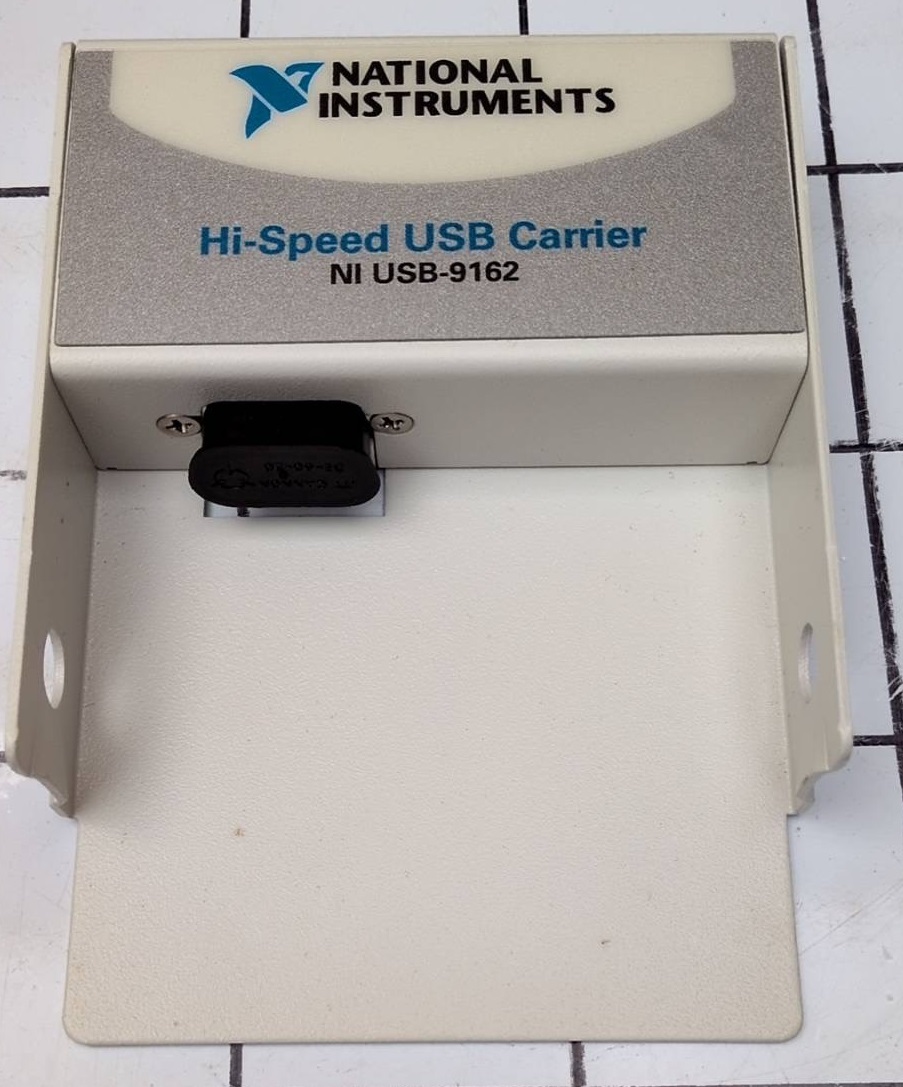 NATIONAL
INSTRUMENTS
Hi-Speed USB Carrier
NI USB-9162